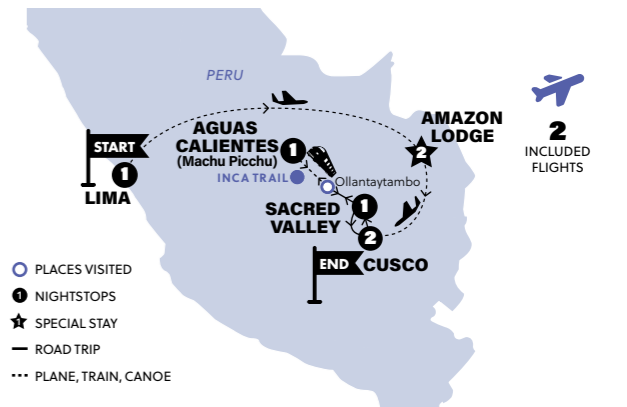 PERU
START
1
LIMA
AGUAS
CALIENTES
(Machu Picchu)
1
INCA TRAIL
Ollantaytambo
AMAZON
LODGE
2
2
INCLUDED
FLIGHTS
SACRED
VALLEY
1
2
END
CUSCO
PLACES VISITED
1 NIGHTSTOPS
1 SPECIAL STAY
ROAD TRIP
PLANE, TRAIN, CANOE